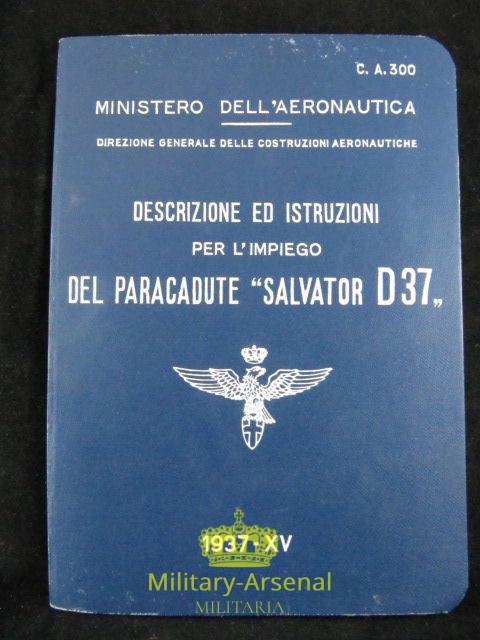 C. A. 300
MINISTERO DELL'AERONAUTICA
DIREZIONE GENERALE DELLE COSTRUZIONI AERONAUTICHE
DESCRIZIONE ED ISTRUZIONI
PER L'IMPIEGO
DEL PARACADUTE "SALVATOR D37„
1937-XV
Military-Arsenal
MILITARIA